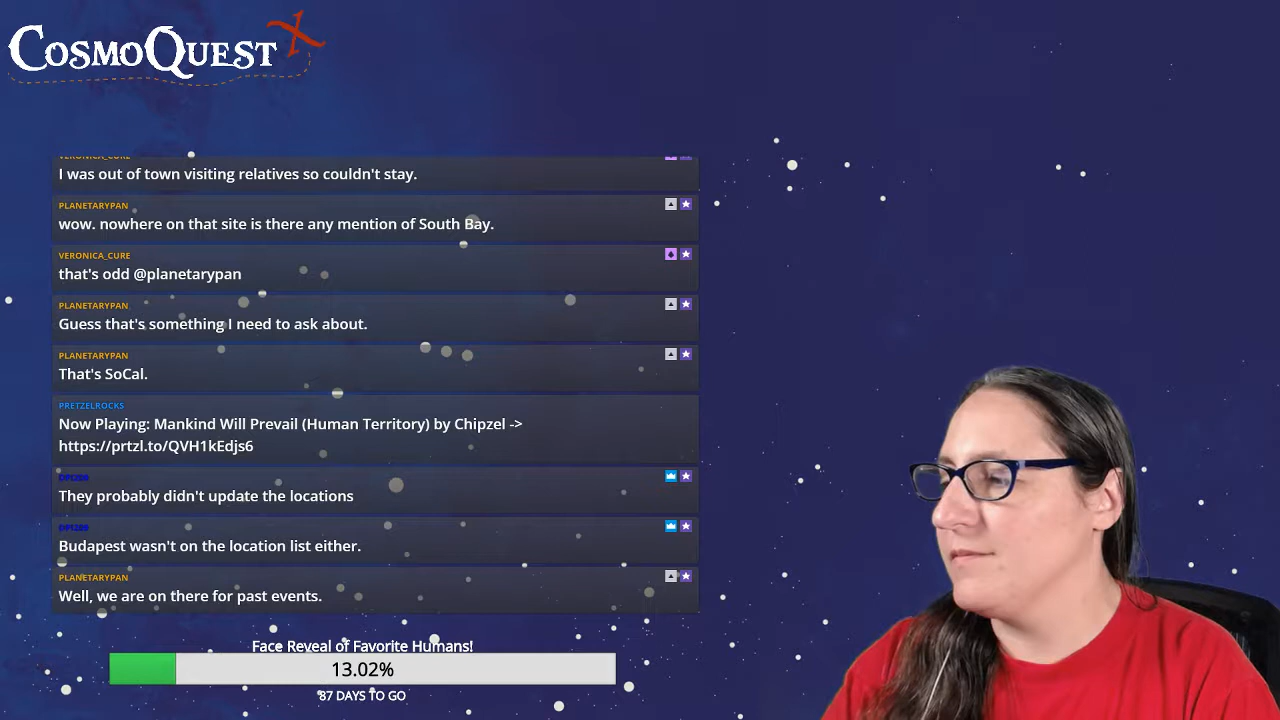 CosmoQuest X
VERONICA_CURE
I was out of town visiting relatives so couldn't stay.
PLANETARYPAN
wow. nowhere on that site is there any mention of South Bay.
VERONICA_CURE
that's odd @planetarypan
PLANETARYPAN
Guess that's something I need to ask about.
PLANETARYPAN
That's SoCal.
PRETZELROCKS
Now Playing: Mankind Will Prevail (Human Territory) by Chipzel ->
https://prtzl.to/QVH1kEdjs6
They probably didn't update the locations
Budapest wasn't on the location list either.
PLANETARYPAN
Well, we are on there for past events.
Face Reveal of Favorite Humans!
13.02%
87 DAYS TO GO